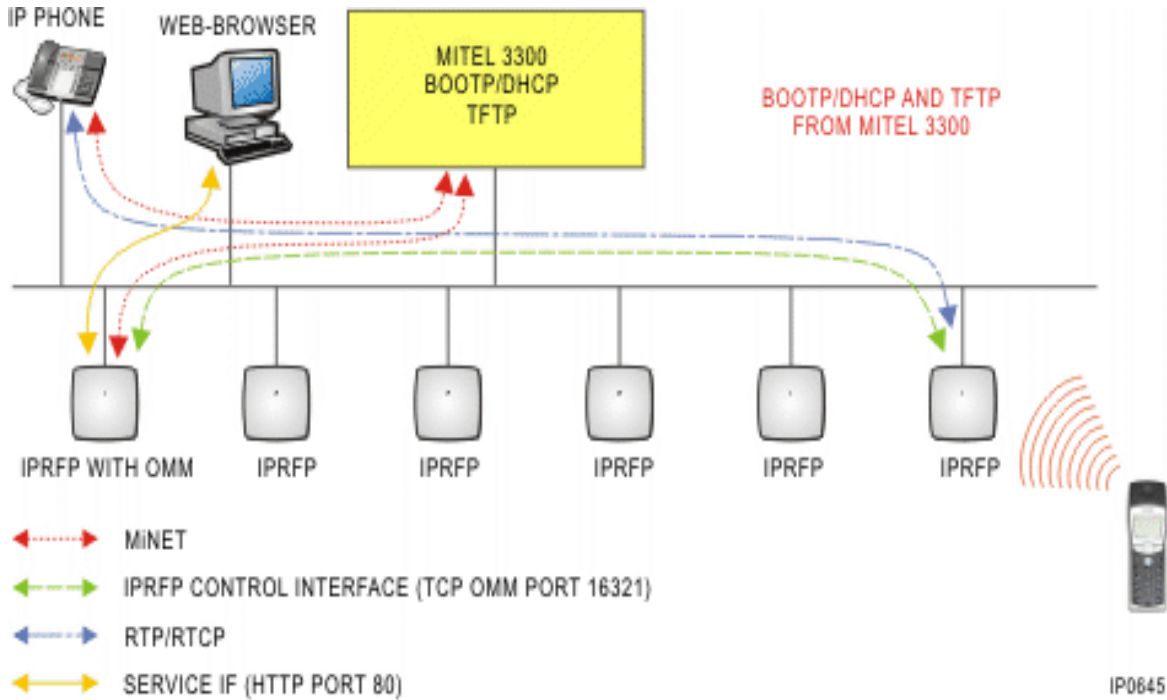 IP PHONE
WEB-BROWSER
MITEL 3300
BOOTP/DHCP
TFTP
BOOTP/DHCP AND TFTP
FROM MITEL 3300
IPRFP WITH OMM
IPRFP
IPRFP
IPRFP
IPRFP
IPRFP
MiNET
IPRFP CONTROL INTERFACE (TCP OMM PORT 16321)
RTP/RTCP
SERVICE IF (HTTP PORT 80)
IP0645